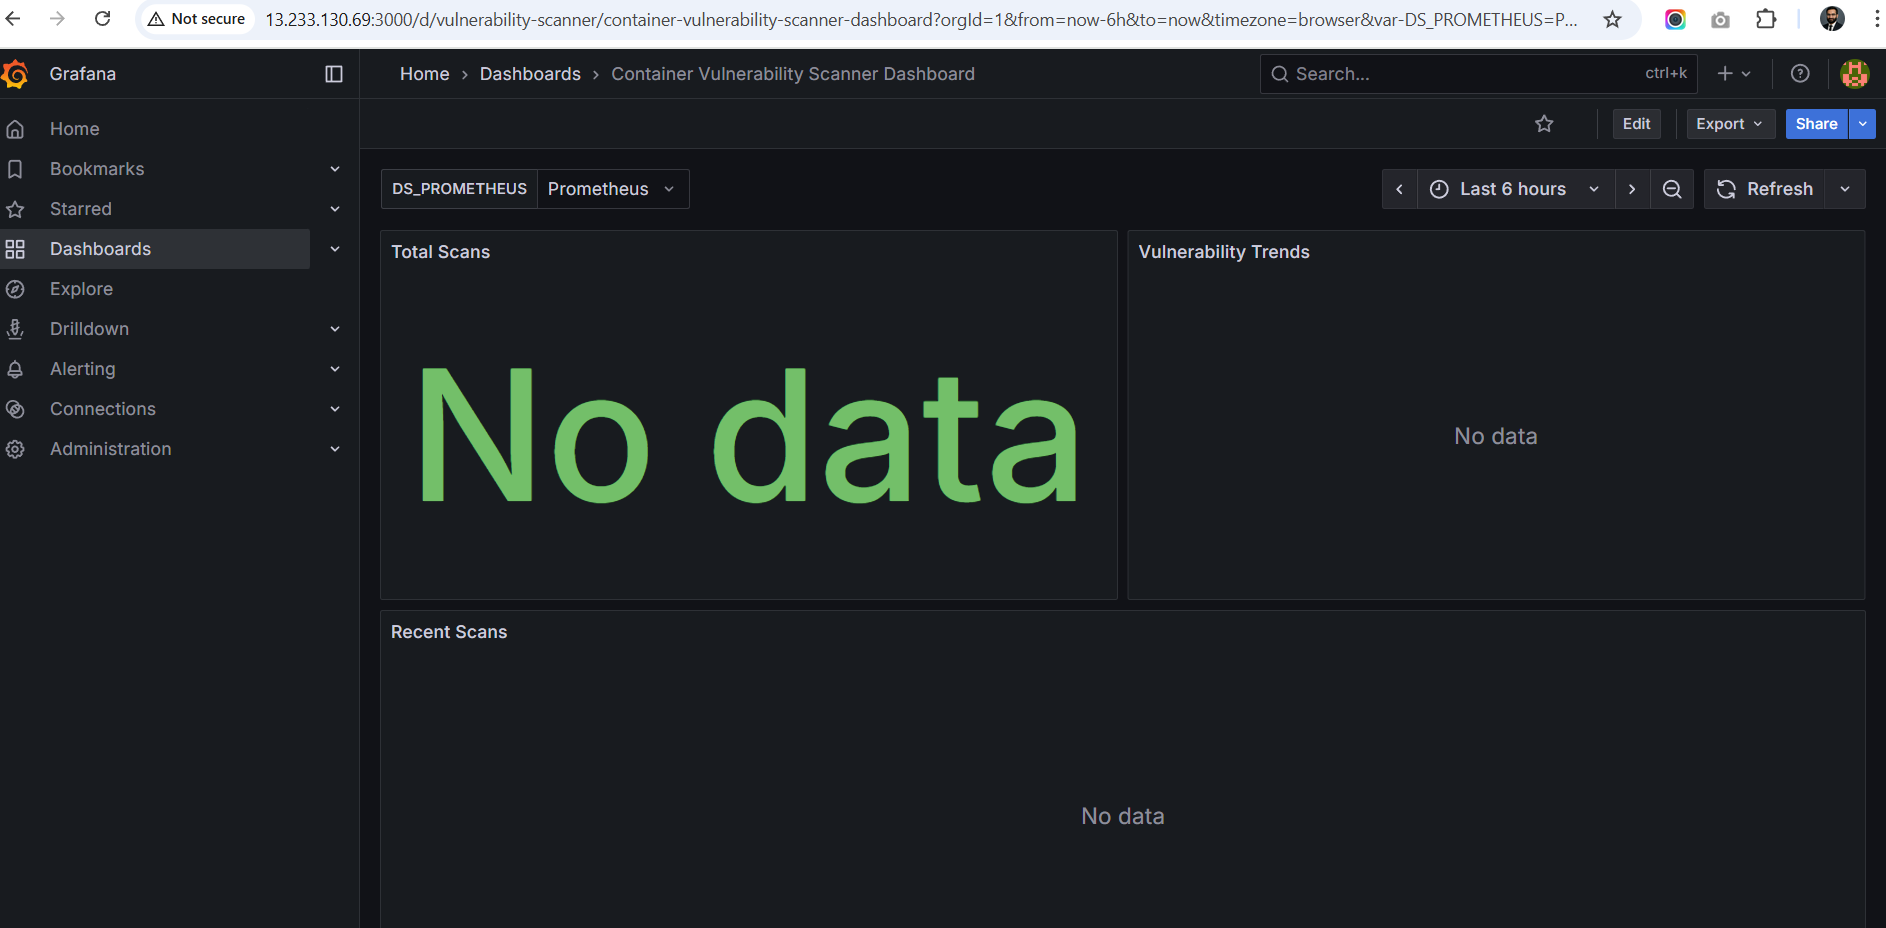 Not secure
13.233.130.69:3000/d/vulnerability-scanner/container-vulnerability-scanner-dashboard?orgId=1&from=now-6h&to=now&timezone=browser&var-DS_PROMETHEUS=P...
Grafana
Home › Dashboards › Container Vulnerability Scanner Dashboard
Search...
ctrl+k
Home
Bookmarks
Starred
Dashboards
Explore
Drilldown
Alerting
Connections
Administration
Edit
Export
Share
DS_PROMETHEUS
Prometheus
Last 6 hours
Refresh
Total Scans
No data
Vulnerability Trends
No data
Recent Scans
No data